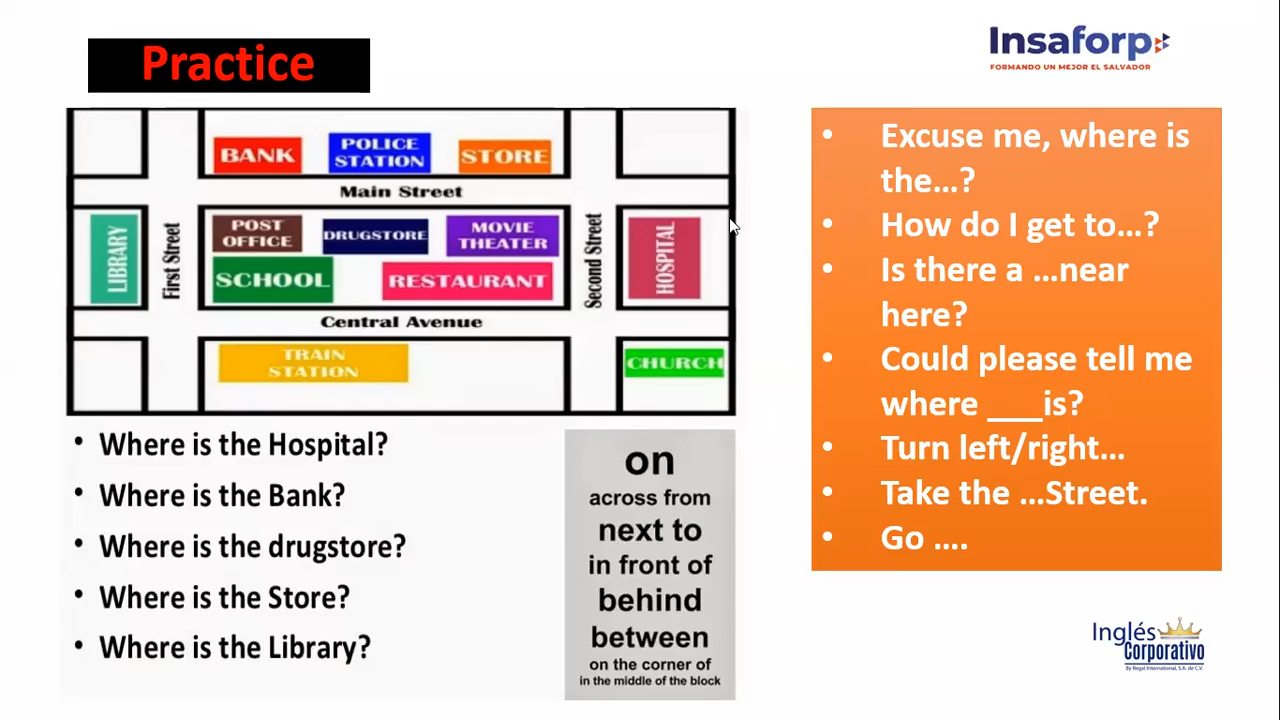 Practice
Insaforp
FORMANDO UN MEJOR EL SALVADOR
BANK
POLICE
STATION
STORE
Main Street
LIBRARY
First Street
POST
OFFICE
DRUGSTORE
MOVIE
THEATER
SCHOOL
RESTAURANT
Second Street
HOSPITAL
Central Avenue
TRAIN
STATION
CHURCH
• Where is the Hospital?
• Where is the Bank?
• Where is the drugstore?
• Where is the Store?
• Where is the Library?
on
across from
next to
in front of
behind
between
on the corner of
in the middle of the block
• Excuse me, where is
the...?
• How do I get to...?
• Is there a ...near
here?
• Could please tell me
where ___is?
• Turn left/right...
• Take the ...Street.
• Go ....
Inglés
Corporativo
By Regal International, S.A. de C.V.